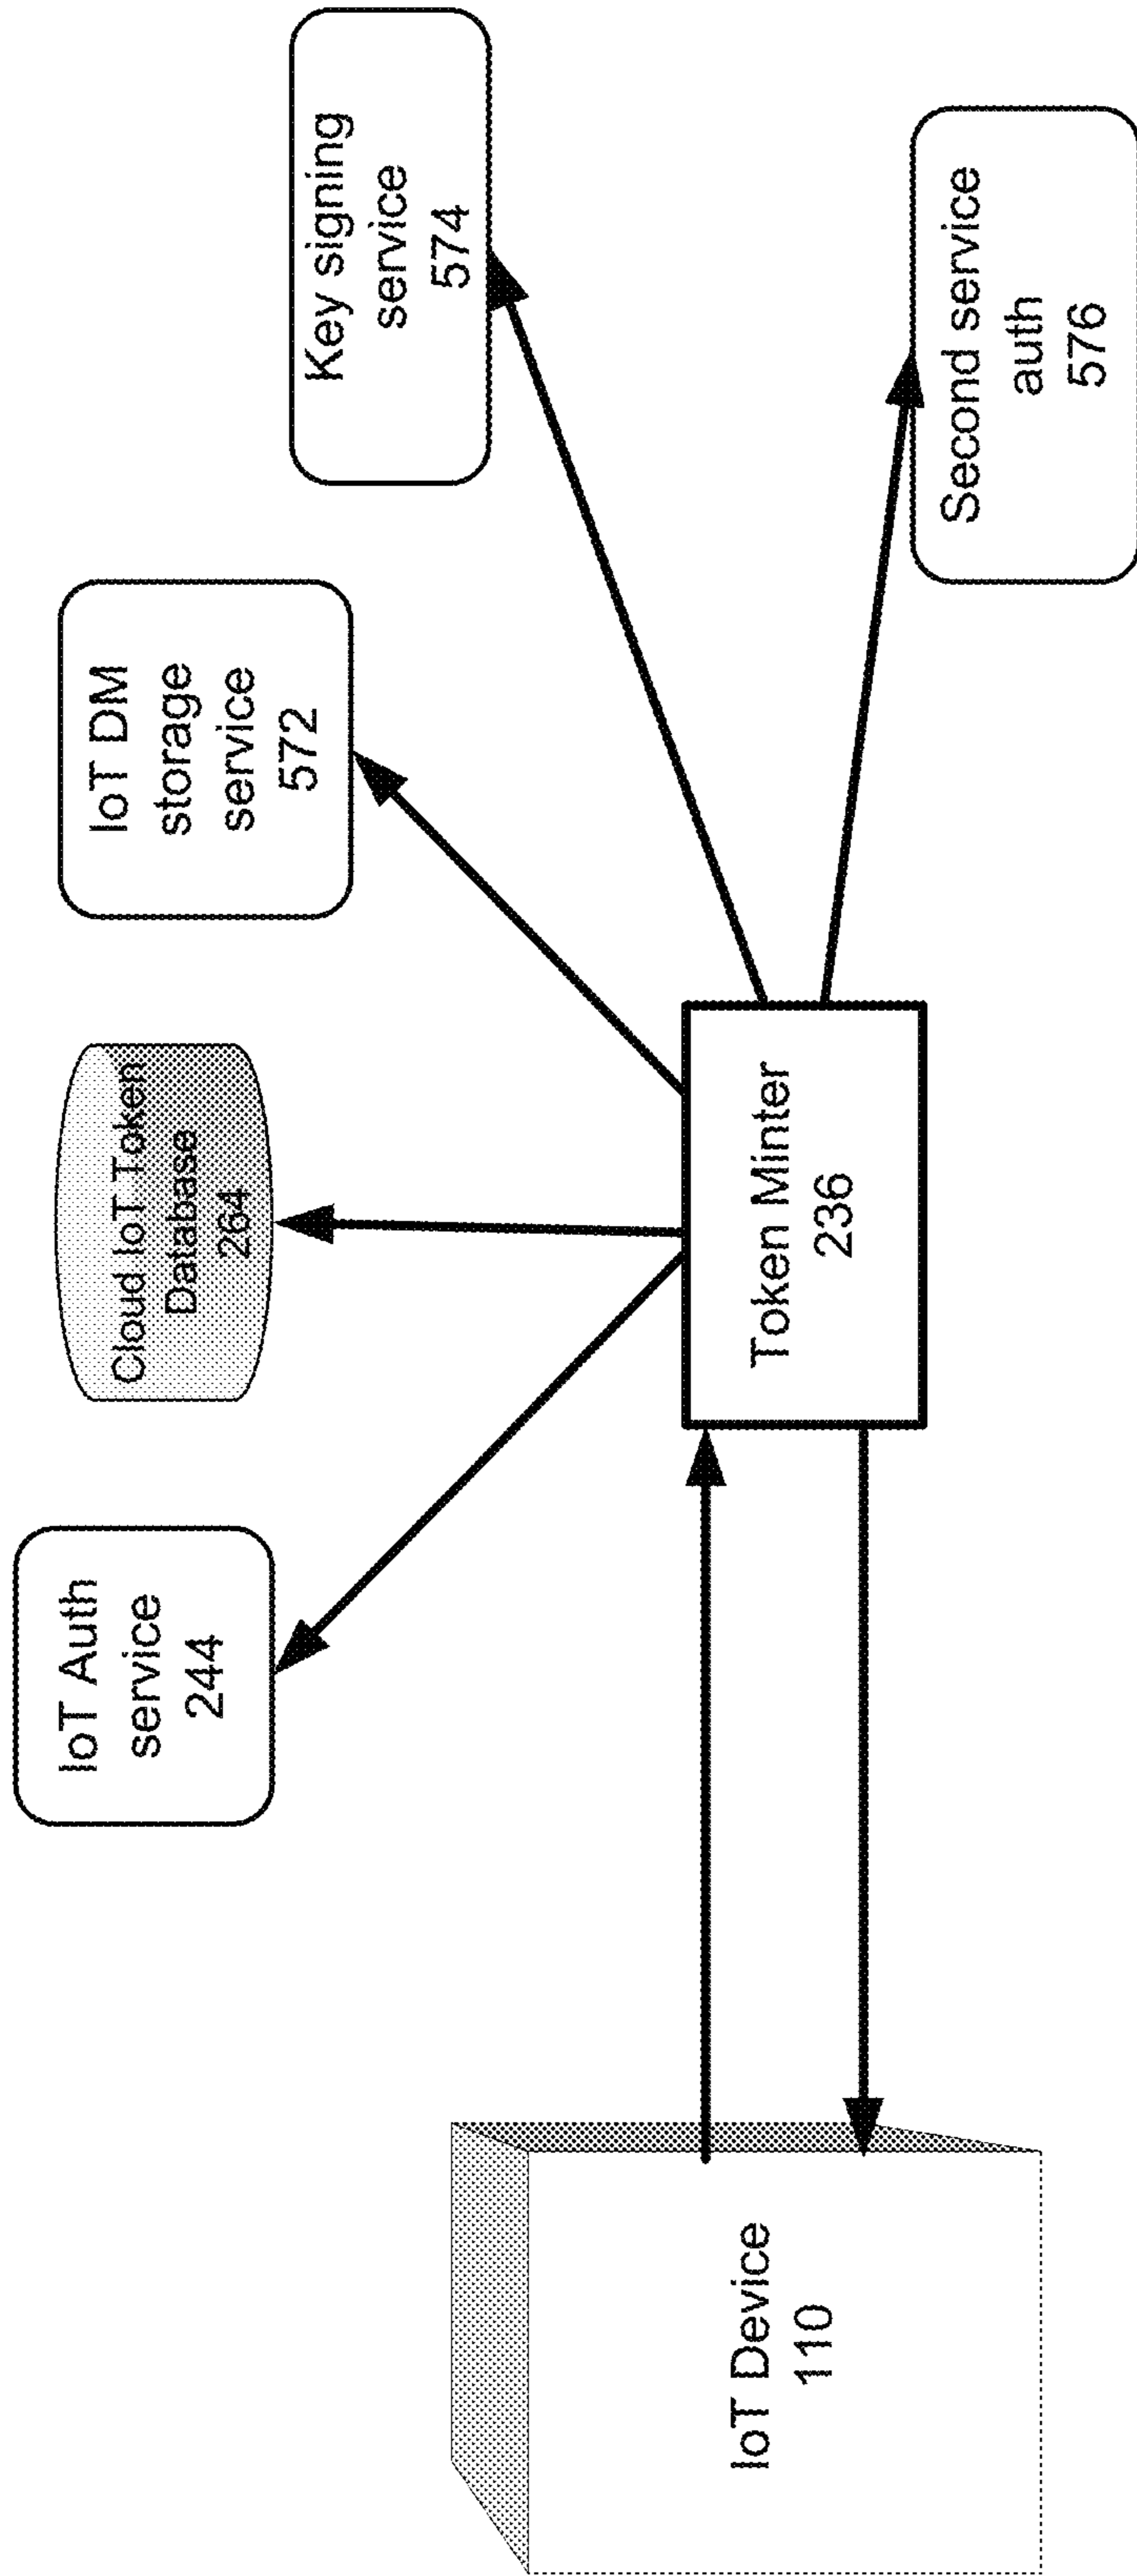 IoT Auth
service
244
Cloud IoT Token
Database
264
IoT DM
storage
service
572
Key signing
service
574
IoT Device
110
Token Minter
236
Second service
auth
576